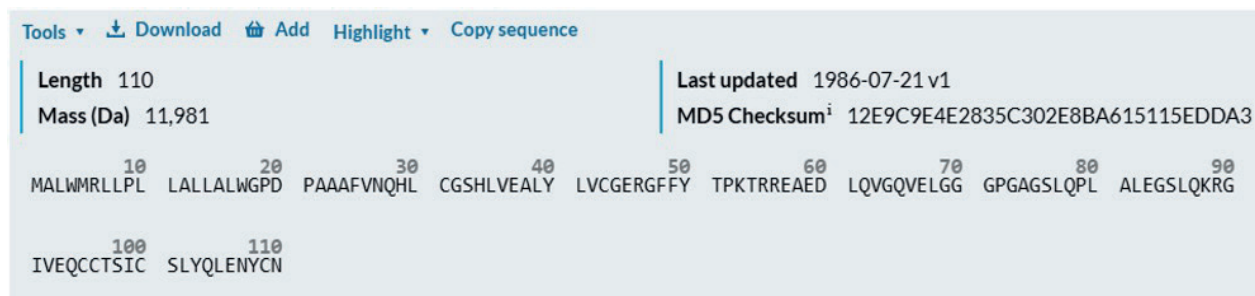 Tools Download Add Highlight Copy sequence
Length 110 Last updated 1986-07-21 v1
Mass (Da) 11,981 MD5 Checksumⁱ 12E9C9E4E2835C302E8BA615115EDDA3
10 20 30 40 50 60 70 80 90
MALWMRLLPL LALLALWGPD PAAAFVNQHL CGSHLVEALY LVCGERGFFY TPKTRREAED LQVGQVELGG GPGAGSLQPL ALEGSLQKRG
100 110
IVEQCCTSIC SLYQLENYCN